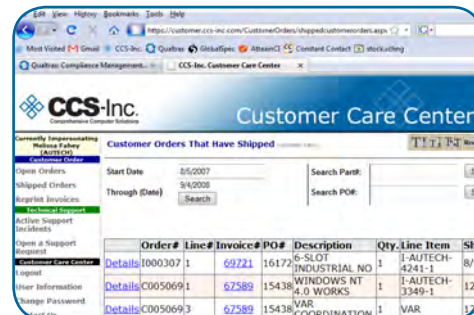 Edit View History Bookmarks Tools Help
https://customer.ccs-inc.com/CustomerOrders/shippedcustomerorders.aspx
Most Visited Gmail CCS-Inc. Qualtrax GlobalSpec Constant Contact stock.uching
Qualtrax Compliance Management... CCS-Inc. Customer Care Center
CCS-Inc.
Comprehensive Computer Solutions
Customer Care Center
Currently Impersonating
Melissa Fahey
(AUTECH)
Customer Order
Open Orders
Shipped Orders
Reprint Invoices
Technical Support
Active Support
Incidents
Open a Support
Request
Customer Care Center
Logout
User Information
Change Password
Customer Orders That Have Shipped
Start Date 8/5/2007 Search Part#:
Through (Date) 9/4/2008 Search PO#:
Search
Order# Line# Invoice# PO# Description Qty. Line Item Sh
Details I000307 1 69721 16172 6-SLOT INDUSTRIAL NO 1 I-AUTECH-4241-1 8/
Details C005069 1 67589 15438 WINDOWS NT 4.0 WORKS 1 I-AUTECH-3349-1 12
Details C005069 3 67589 15438 VAR COORDINATION 1 VAR 12